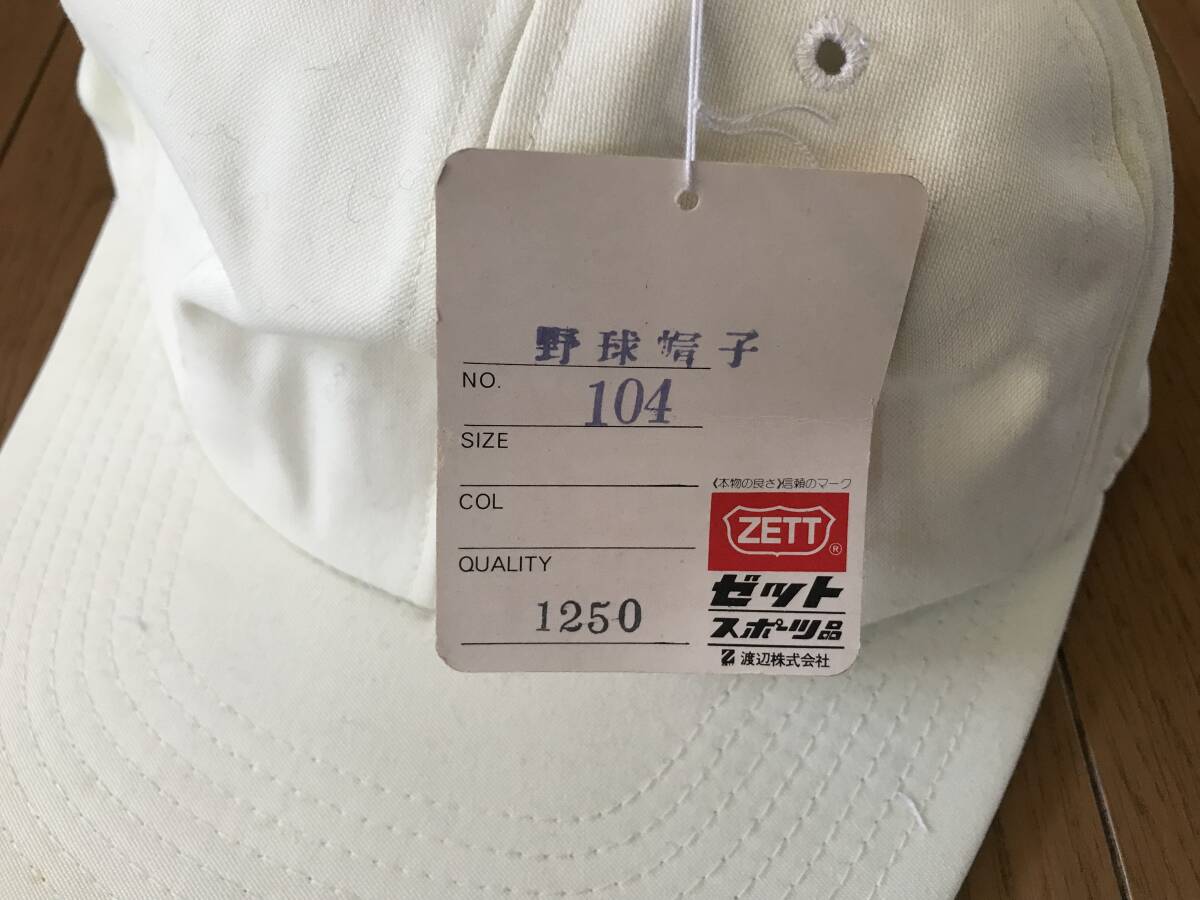 野球帽子
NO. 104
SIZE
COL
QUALITY
1250
《本物の良さ》信頼のマーク
ZETT®
ゼット
スポーツ品
Z 渡辺株式会社